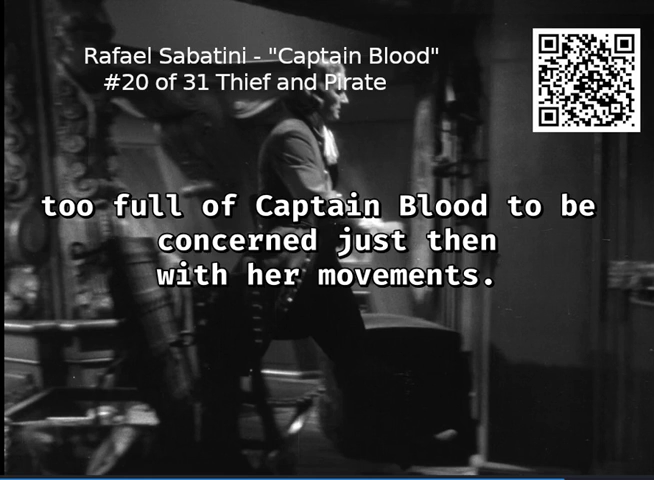 Rafael Sabatini - "Captain Blood"
#20 of 31 Thief and Pirate
too full of Captain Blood to be
concerned just then
with her movements.